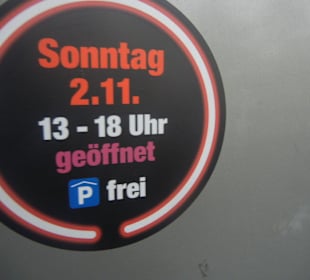 Sonntag
2.11.
13 - 18 Uhr
geöffnet
P frei